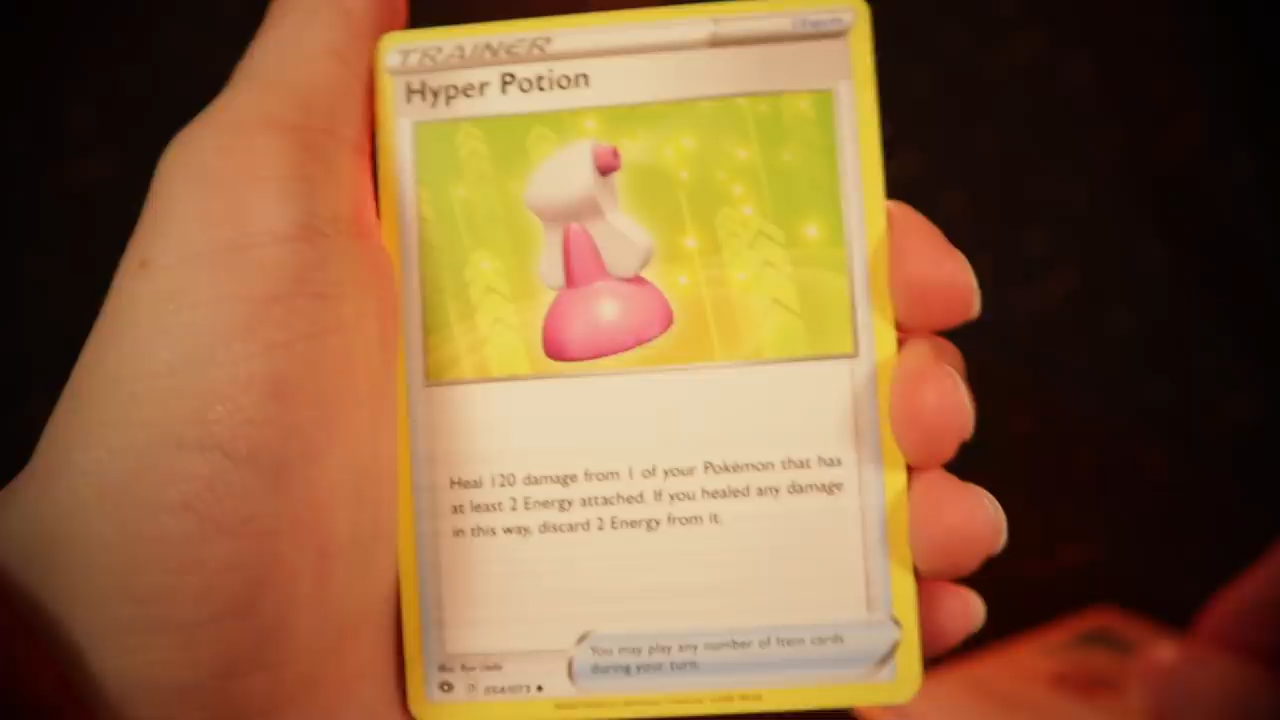 TRAINER
Hyper Potion
Heal 120 damage from 1 of your Pokémon that has
at least 2 Energy attached. If you healed any damage
in this way, discard 2 Energy from it.
You may play any number of Item cards
during your turn.
054/073